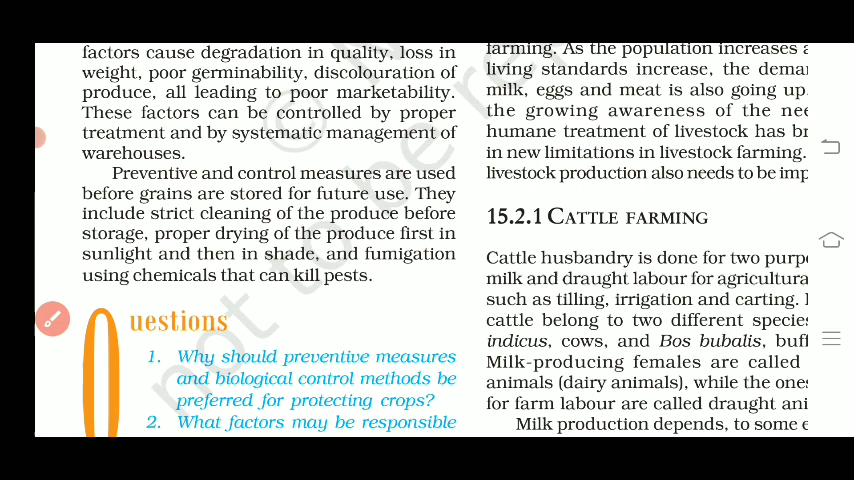 factors cause degradation in quality, loss in
weight, poor germinability, discolouration of
produce, all leading to poor marketability.
These factors can be controlled by proper
treatment and by systematic management of
warehouses.
Preventive and control measures are used
before grains are stored for future use. They
include strict cleaning of the produce before
storage, proper drying of the produce first in
sunlight and then in shade, and fumigation
using chemicals that can kill pests.
Questions
1. Why should preventive measures
and biological control methods be
preferred for protecting crops?
2. What factors may be responsible
farming. As the population increases
living standards increase, the
milk, eggs and meat is also going up.
the growing awareness of the
humane treatment of livestock has
in new limitations in livestock farming.
livestock production also needs to be
15.2.1 CATTLE FARMING
Cattle husbandry is done for two
milk and draught labour for
such as tilling, irrigation and carting.
cattle belong to two different
indicus, cows, and Bos bubalis,
Milk-producing females are called
animals (dairy animals), while the
for farm labour are called draught
Milk production depends, to some
not to be